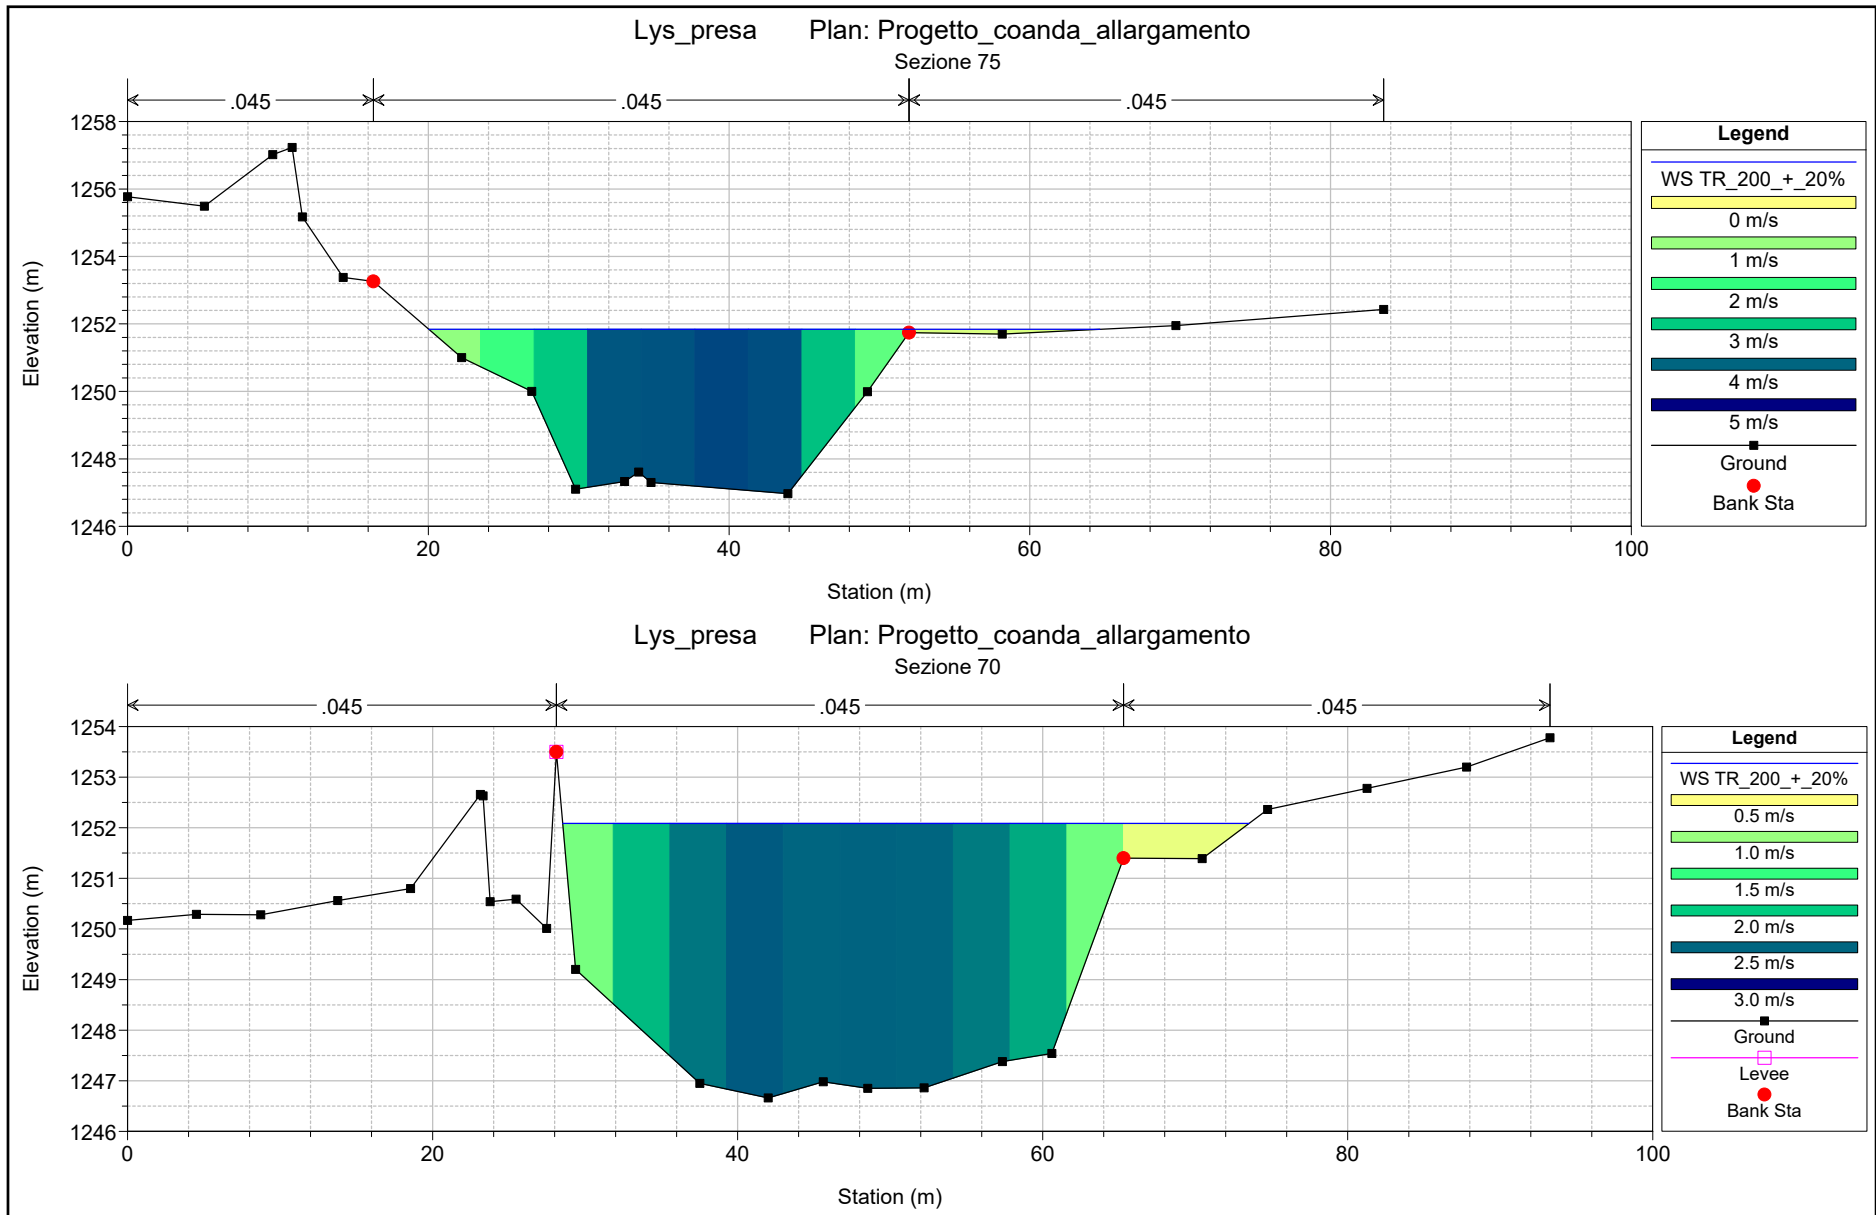 Lys_presa Plan: Progetto_coanda_allargamento
Sezione 75
.045 .045 .045
1258
1256
1254
1252
1250
1248
1246
Elevation (m)
0 20 40 60 80 100
Station (m)
Legend
WS TR_200_+_20%
0 m/s
1 m/s
2 m/s
3 m/s
4 m/s
5 m/s
Ground
Bank Sta
Lys_presa Plan: Progetto_coanda_allargamento
Sezione 70
.045 .045 .045
1254
1253
1252
1251
1250
1249
1248
1247
1246
Elevation (m)
0 20 40 60 80 100
Station (m)
Legend
WS TR_200_+_20%
0.5 m/s
1.0 m/s
1.5 m/s
2.0 m/s
2.5 m/s
3.0 m/s
Ground
Levee
Bank Sta